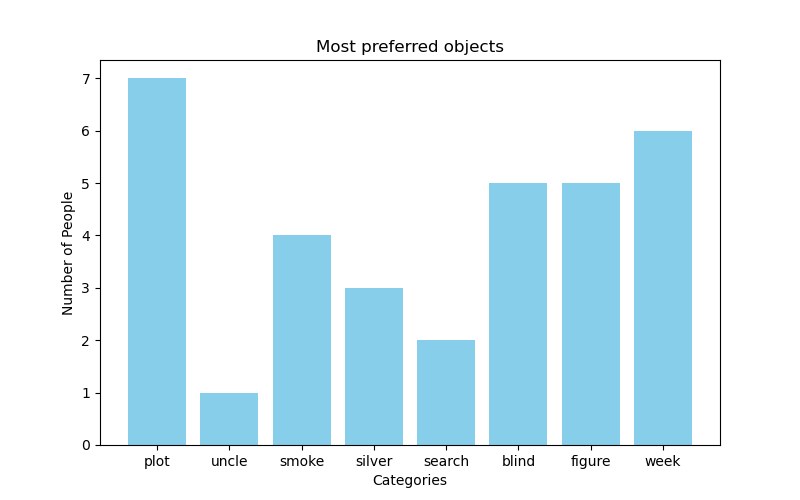 Most preferred objects
7
6
5
4
3
2
1
0
Number of People
plot uncle smoke silver search blind figure week
Categories